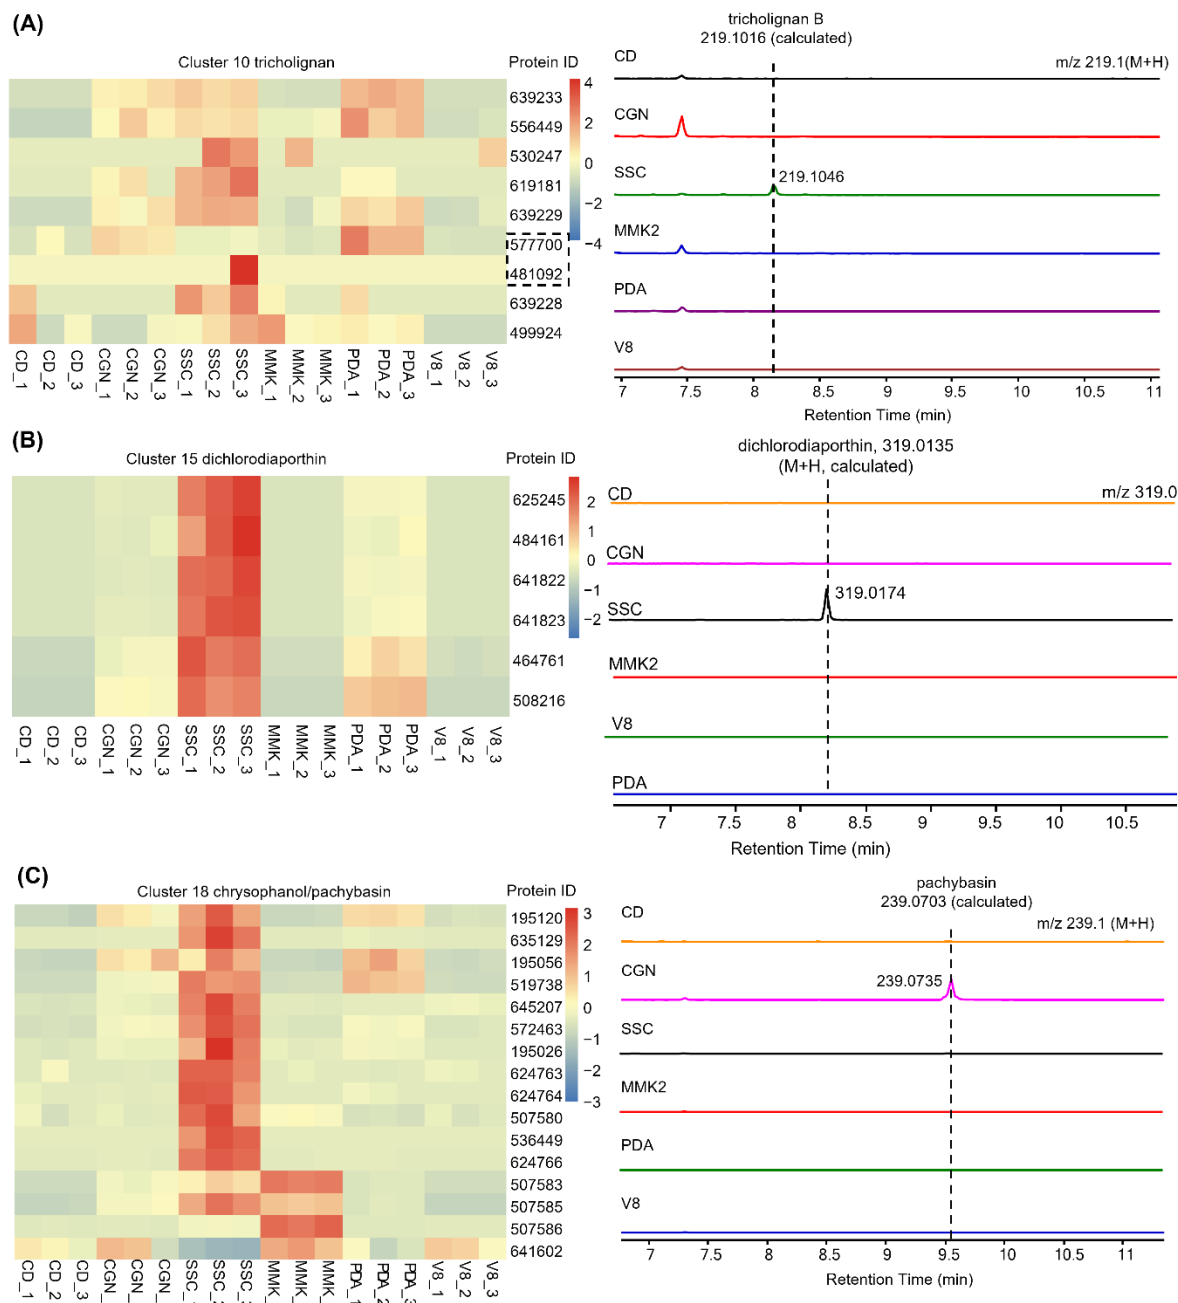 (A)
Cluster 10 tricholignan
Protein ID
639233
556449
530247
619181
639229
577700
481092
639228
499924
4
2
0
−2
−4
CD_1
CD_2
CD_3
CGN_1
CGN_2
CGN_3
SSC_1
SSC_2
SSC_3
MMK_1
MMK_2
MMK_3
PDA_1
PDA_2
PDA_3
V8_1
V8_2
V8_3
tricholignan B
219.1016 (calculated)
m/z 219.1(M+H)
CD
CGN
SSC
219.1046
MMK2
PDA
V8
7
7.5
8
8.5
9
9.5
10
10.5
11
Retention Time (min)
(B)
Cluster 15 dichlorodiaporthin
Protein ID
625245
484161
641822
641823
464761
508216
2
1
0
−1
−2
CD_1
CD_2
CD_3
CGN_1
CGN_2
CGN_3
SSC_1
SSC_2
SSC_3
MMK_1
MMK_2
MMK_3
PDA_1
PDA_2
PDA_3
V8_1
V8_2
V8_3
dichlorodiaporthin, 319.0135
(M+H, calculated)
m/z 319.0
CD
CGN
SSC
319.0174
MMK2
V8
PDA
7
7.5
8
8.5
9
9.5
10
10.5
Retention Time (min)
(C)
Cluster 18 chrysophanol/pachybasin
Protein ID
195120
635129
195056
519738
645207
572463
195026
624763
624764
507580
536449
624766
507583
507585
507586
641602
3
2
1
0
−1
−2
−3
CD_1
CD_2
CD_3
CGN_
CGN_
CGN_
SSC_
SSC_
SSC_
MMK_
MMK_
MMK_
PDA_1
PDA_2
PDA_3
V8_1
V8_2
V8_3
pachybasin
239.0703 (calculated)
m/z 239.1 (M+H)
CD
CGN
239.0735
SSC
MMK2
PDA
V8
7
7.5
8
8.5
9
9.5
10
10.5
11
Retention Time (min)